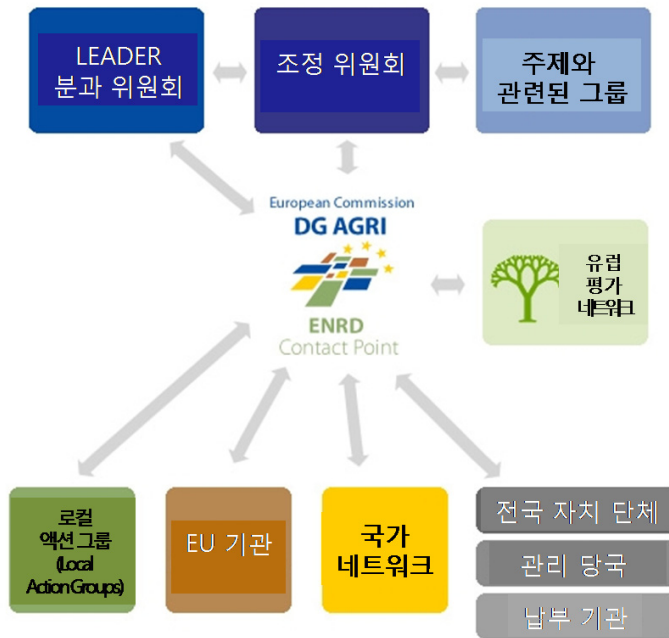 LEADER
분과 위원회
조정 위원회
주제와
관련된 그룹
European Commission
DG AGRI
ENRD
Contact Point
유럽
평가
네트워크
로컬
액션 그룹
(Local
Action Groups)
EU 기관
국가
네트워크
전국 자치 단체
관리 당국
납부 기관